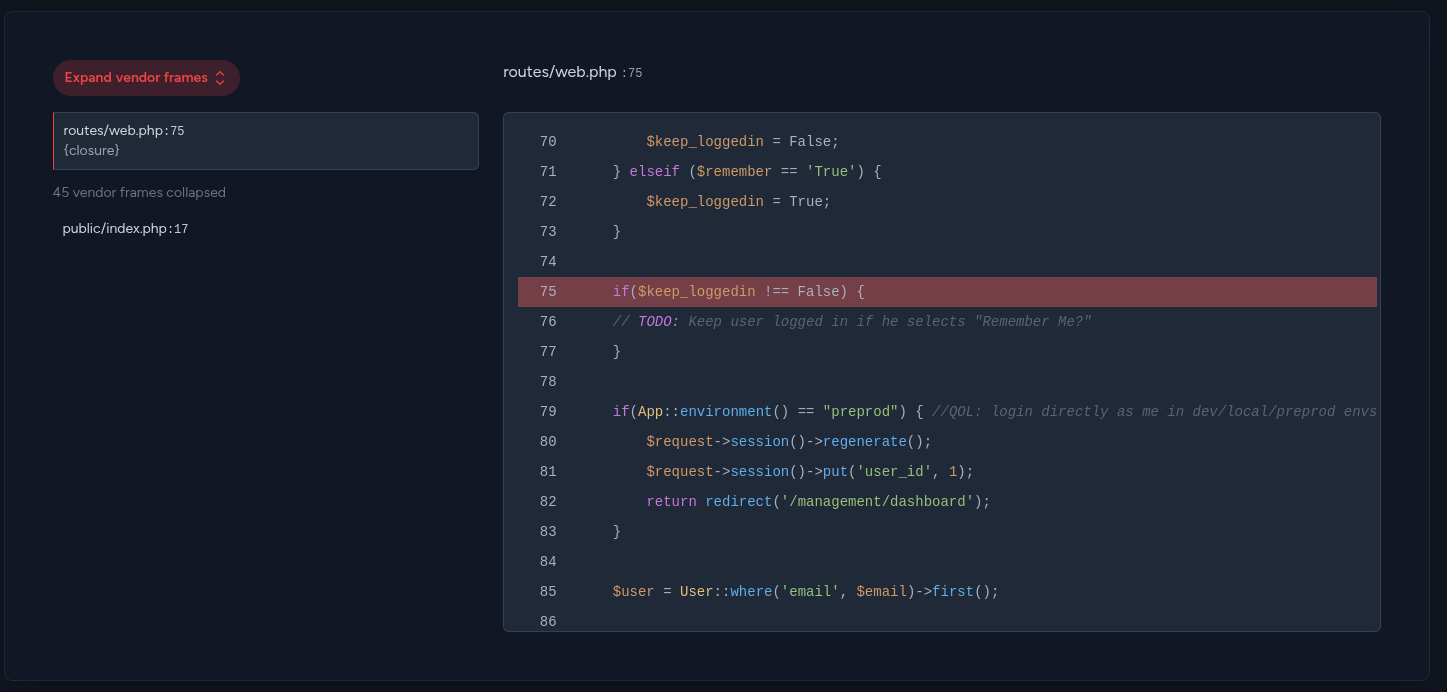 Expand vendor frames
routes/web.php:75
{closure}
45 vendor frames collapsed
public/index.php:17
routes/web.php :75
70 $keep_loggedin = False;
71 } elseif ($remember == 'True') {
72 $keep_loggedin = True;
73 }
74
75 if($keep_loggedin !== False) {
76 // TODO: Keep user logged in if he selects "Remember Me?"
77 }
78
79 if(App::environment() == "preprod") { //QOL: login directly as me in dev/local/preprod envs
80 $request->session()->regenerate();
81 $request->session()->put('user_id', 1);
82 return redirect('/management/dashboard');
83 }
84
85 $user = User::where('email', $email)->first();
86